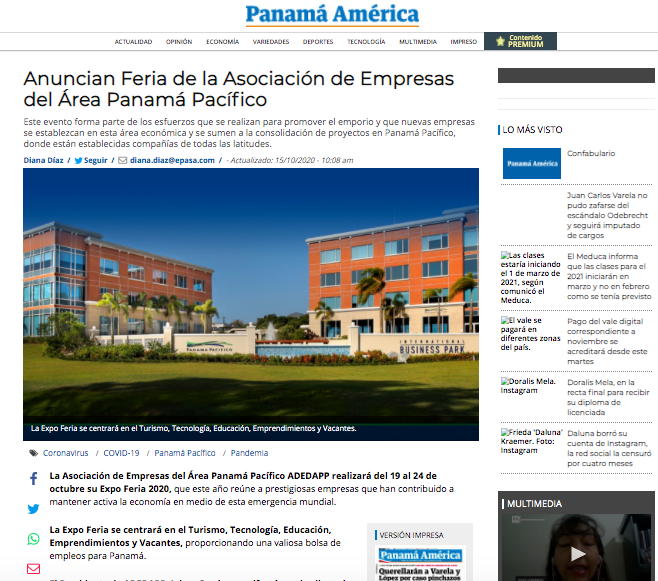 Panamá América
ACTUALIDAD OPINIÓN ECONOMÍA VARIEDADES DEPORTES TECNOLOGÍA MULTIMEDIA IMPRESO Contenido PREMIUM
Anuncian Feria de la Asociación de Empresas
del Área Panamá Pacífico
Este evento forma parte de los esfuerzos que se realizan para promover el emporio y que nuevas empresas
se establezcan en esta área económica y se sumen a la consolidación de proyectos en Panamá Pacífico,
donde están establecidas compañías de todas las latitudes.
Diana Díaz / Seguir / diana.diaz@epasa.com / - Actualizado: 15/10/2020 - 10:08 am
PANAMÁ PACÍFICO
INTERNATIONAL
BUSINESS PARK
La Expo Feria se centrará en el Turismo, Tecnología, Educación, Emprendimientos y Vacantes.
Coronavirus / COVID-19 / Panamá Pacífico / Pandemia
La Asociación de Empresas del Área Panamá Pacífico ADEDAPP realizará del 19 al 24 de
octubre su Expo Feria 2020, que este año reúne a prestigiosas empresas que han contribuido a
mantener activa la economía en medio de esta emergencia mundial.
La Expo Feria se centrará en el Turismo, Tecnología, Educación,
Emprendimientos y Vacantes, proporcionando una valiosa bolsa de
empleos para Panamá.
VERSIÓN IMPRESA
Panamá América
Querellarán a Varela y
López por caso pinchazos
LO MÁS VISTO
Panamá América
Confabulario
Juan Carlos Varela no
pudo zafarse del
escándalo Odebrecht y
seguirá imputado de
cargos
Las clases
estaría iniciando
el 1 de marzo de
2021, según
comunicó el
Meduca.
El Meduca informa
que las clases para el
2021 iniciarán en
marzo y no en febrero
como se tenía previsto
El vale se
pagará en
diferentes zonas
del país.
Pago del vale digital
correspondiente a
noviembre se
acreditará desde este
martes
Doralis Mela.
Instagram
Doralis Mela, en la
recta final para recibir
su diploma de
licenciada
Frieda 'Daluna'
Kraemer. Foto:
Instagram
Daluna borró su
cuenta de Instagram,
la red social la censuró
por cuatro meses
MULTIMEDIA